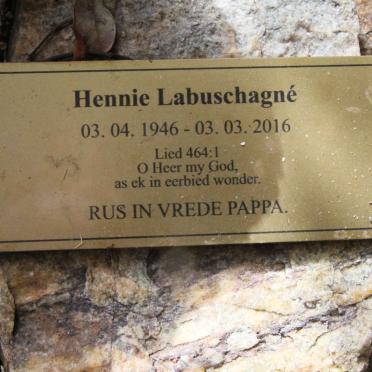 Hennie Labuschagné
03. 04. 1946 - 03. 03. 2016
Lied 464:1
O Heer my God,
as ek in eerbied wonder.
RUS IN VREDE PAPPA.